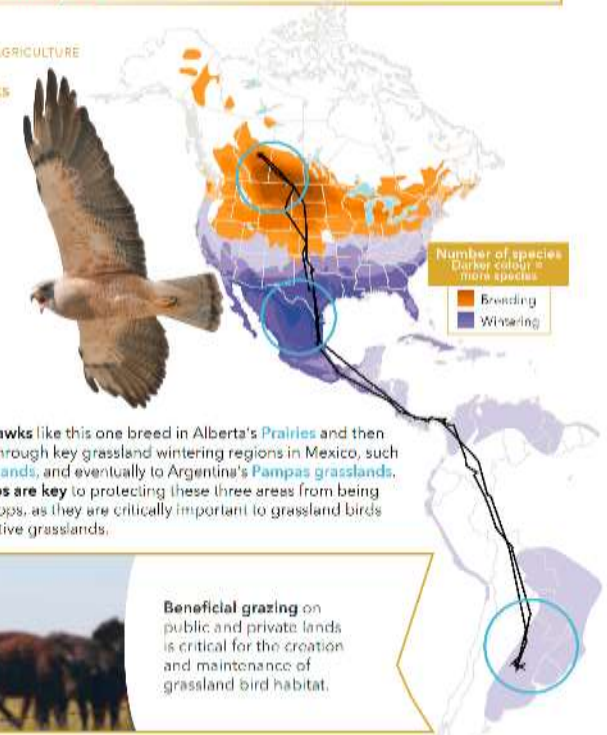 AGRICULTURE
Number of species
Darker colour =
more species
Breeding
Wintering
awks like this one breed in Alberta's Prairies and then
hrough key grassland wintering regions in Mexico, such
ands, and eventually to Argentina's Pampas grasslands.
ps are key to protecting these three areas from being
ops, as they are critically important to grassland birds
tive grasslands.
Beneficial grazing on
public and private lands
is critical for the creation
and maintenance of
grassland bird habitat.